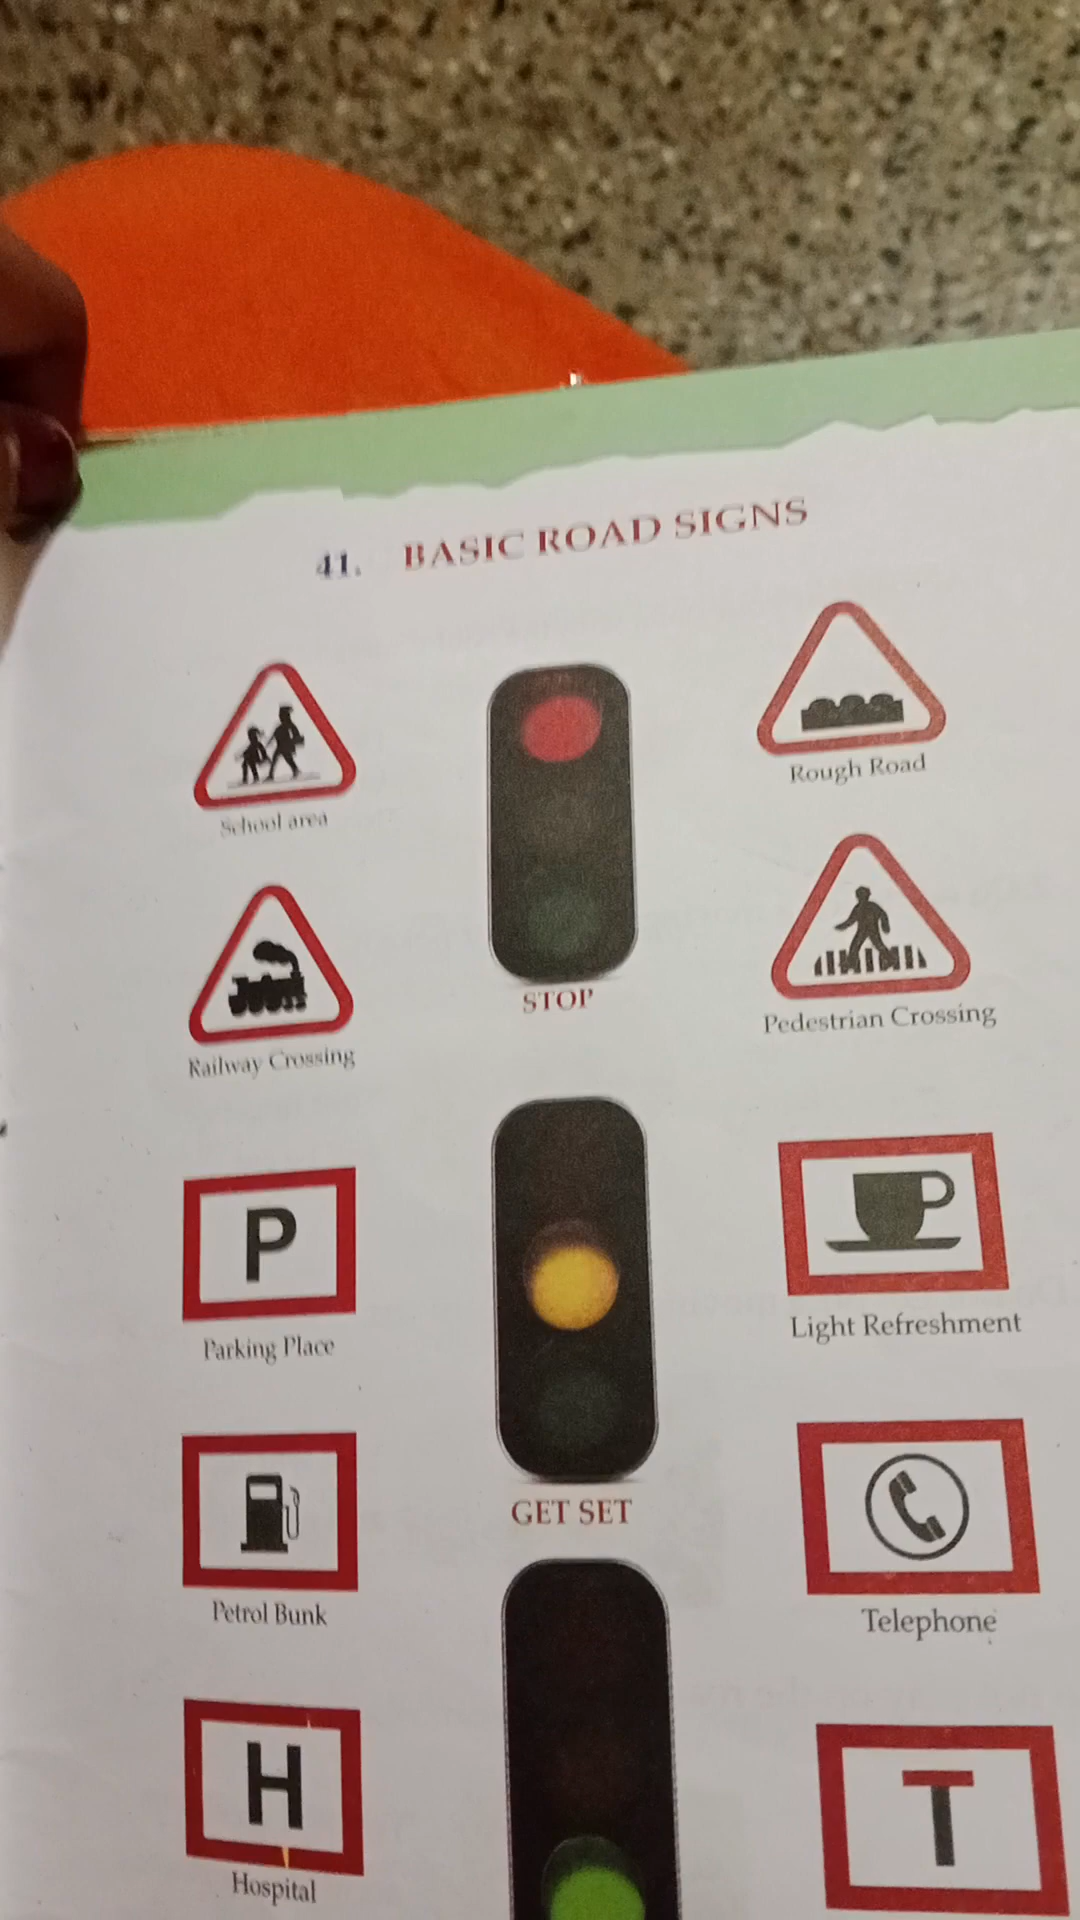 41. BASIC ROAD SIGNS
School area
Railway Crossing
P
Parking Place
Petrol Bunk
H
Hospital
STOP
GET SET
Rough Road
Pedestrian Crossing
Light Refreshment
Telephone
T